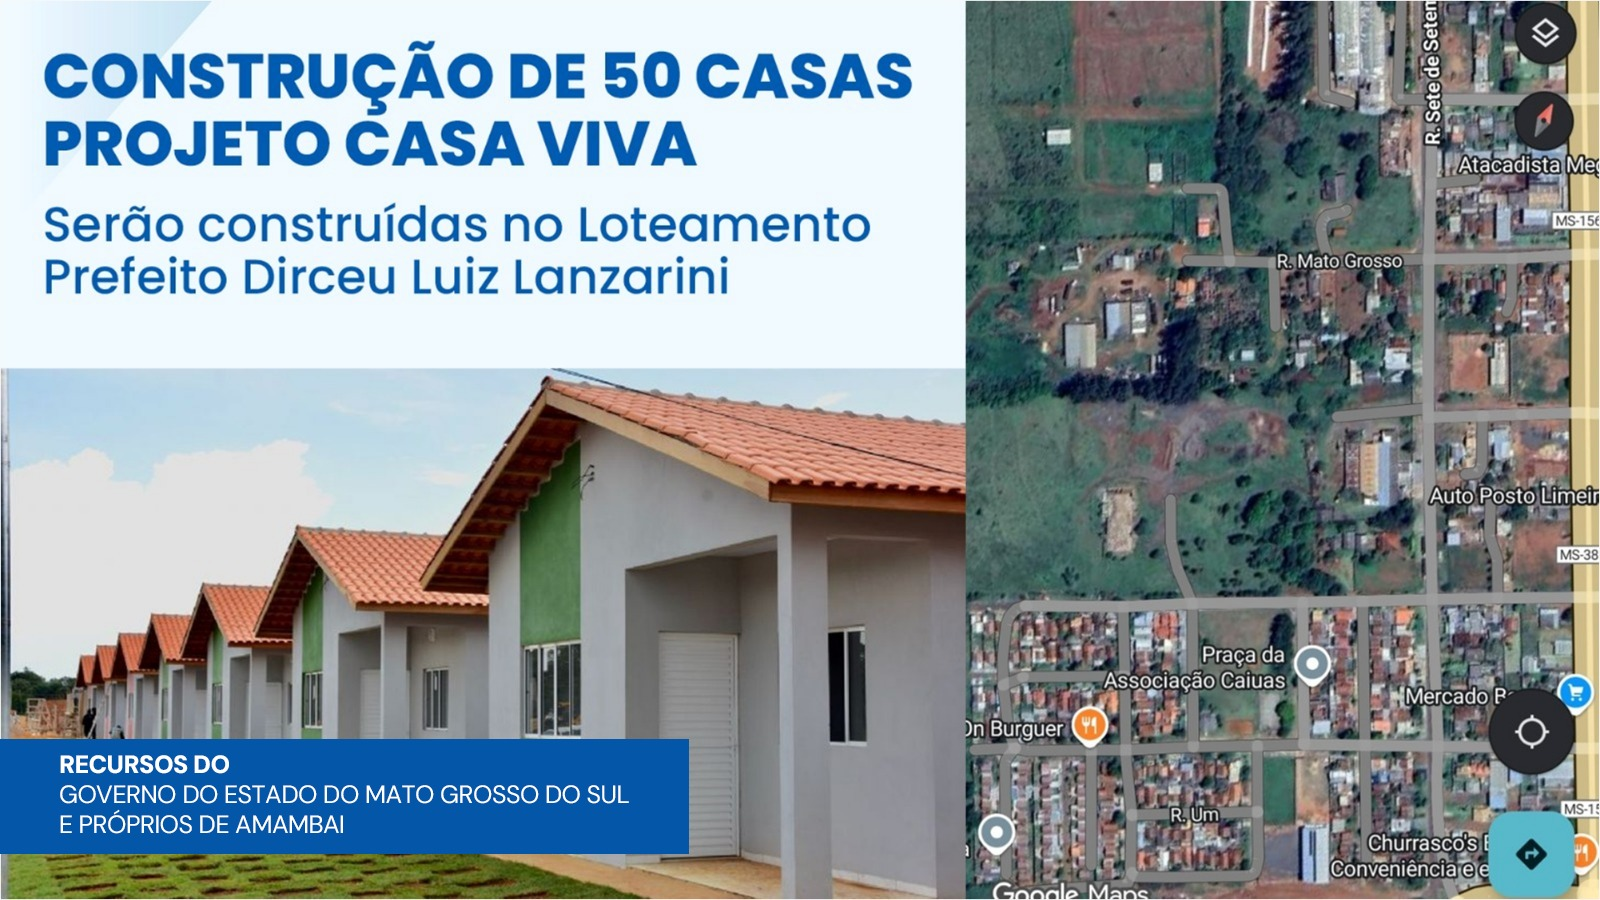 CONSTRUÇÃO DE 50 CASAS
PROJETO CASA VIVA
Serão construídas no Loteamento
Prefeito Dirceu Luiz Lanzarini
RECURSOS DO
GOVERNO DO ESTADO DO MATO GROSSO DO SUL
E PRÓPRIOS DE AMAMBAI
R. Sete de Seten
Atacadista Meg
MS-156
R. Mato Grosso
Auto Posto Limeir
MS-38
Praça da
Associação Caiuas
Mercado B
On Burguer
R. Um
MS-15
Churrasco's E
Conveniência e e
Google Maps